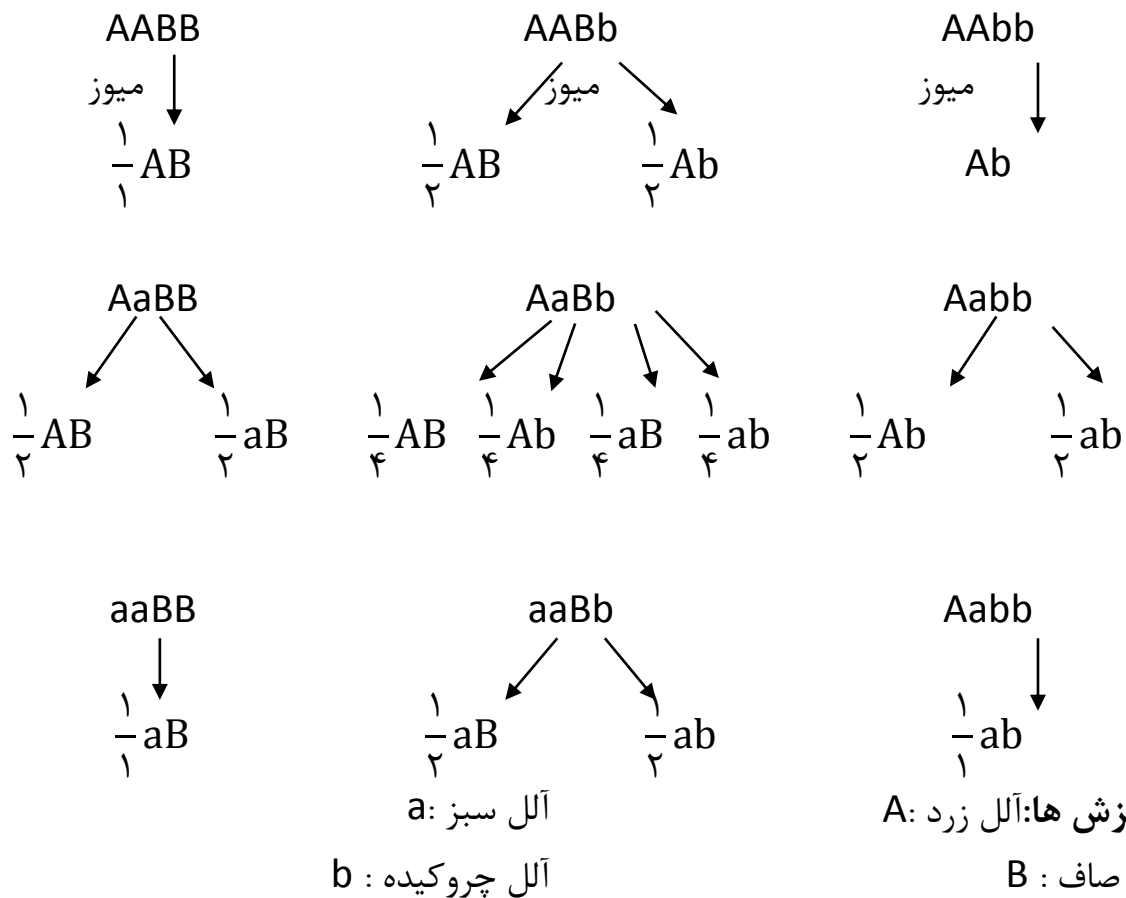 AABB AABb AAbb
میوز میوز میوز
۱/۱ AB ۱/۲ AB ۱/۲ Ab Ab
AaBB AaBb Aabb
۱/۲ AB ۱/۲ aB ۱/۴ AB ۱/۴ Ab ۱/۴ aB ۱/۴ ab ۱/۲ Ab ۱/۲ ab
aaBB aaBb Aabb
۱/۱ aB ۱/۲ aB ۱/۲ ab ۱/۱ ab
زش ها:آلل زرد :A آلل سبز :a
صاف : B آلل چروکیده : b